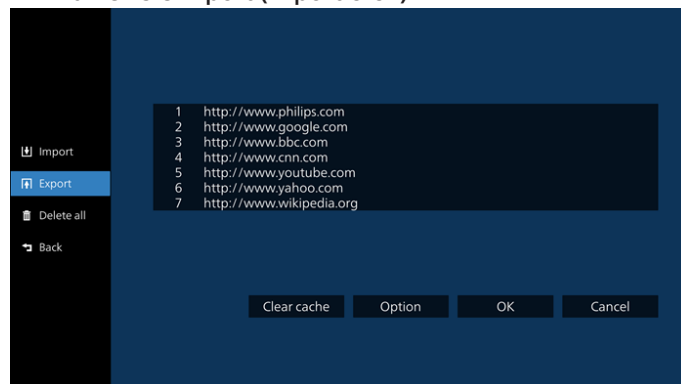 1 http://www.philips.com
2 http://www.google.com
3 http://www.bbc.com
4 http://www.cnn.com
5 http://www.youtube.com
6 http://www.yahoo.com
7 http://www.wikipedia.org
Import
Export
Delete all
Back
Clear cache Option OK Cancel